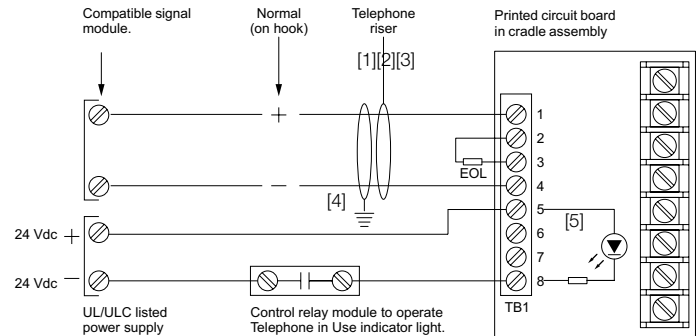 Compatible signal
module.
Normal
(on hook)
Telephone
riser
Printed circuit board
in cradle assembly
[1][2][3]
+
1
2
3
EOL
4
[4]
5
[5]
24 Vdc +
6
7
24 Vdc –
8
TB1
UL/ULC listed
power supply
Control relay module to operate
Telephone in Use indicator light.